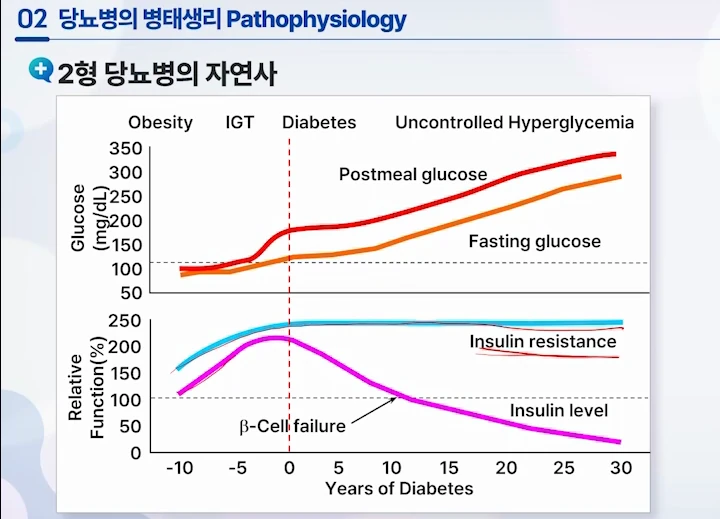 02 당뇨병의 병태생리 Pathophysiology
2형 당뇨병의 자연사
Obesity IGT Diabetes Uncontrolled Hyperglycemia
350
300
250
200
150
100
50
Glucose
(mg/dL)
Postmeal glucose
Fasting glucose
250
200
150
100
50
0
Relative
Function(%)
Insulin resistance
Insulin level
β-Cell failure
-10 -5 0 5 10 15 20 25 30
Years of Diabetes